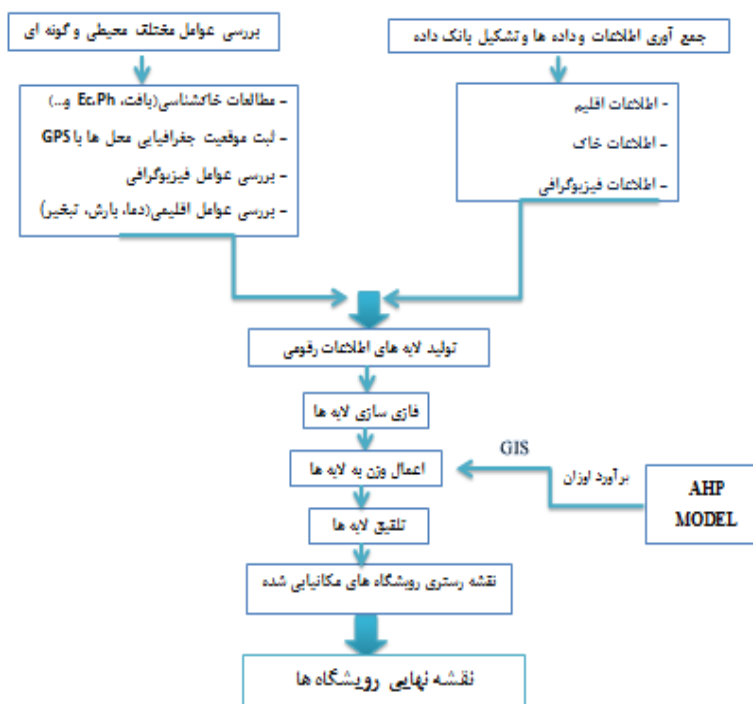 جمع آوری اطلاعات و داده ها و تشکیل بانک داده
بررسی عوامل مختلف محیطی و گونه ای
- اطلاعات اقلیم
- اطلاعات خاک
- اطلاعات فیزیوگرافی
- مطالعات خاکشناسی(بافت، Ec،Ph و...)
- ثبت موقعیت جغرافیایی محل ها با GPS
- بررسی عوامل فیزیوگرافی
- بررسی عوامل اقلیمی(دما، بارش، تبخیر)
تولید لایه های اطلاعات رقومی
فازی سازی لایه ها
اعمال وزن به لایه ها
GIS
برآورد اوزان
AHP
MODEL
تلفیق لایه ها
نقشه رستری رویشگاه های مکانیابی شده
نقشه نهایی رویشگاه ها